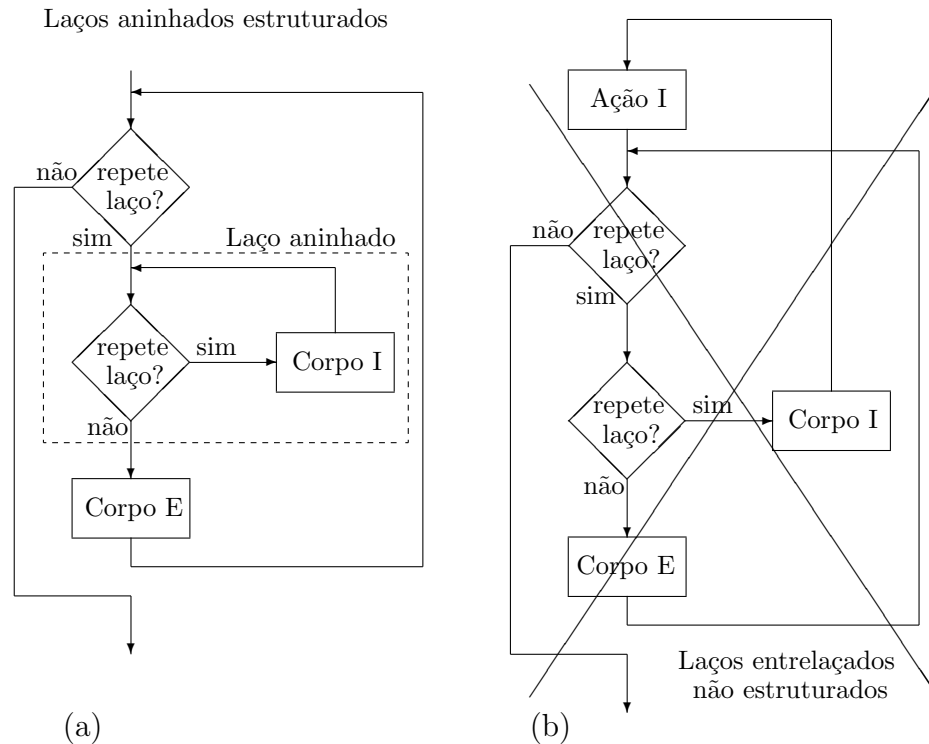 Laços aninhados estruturados
não
repete
laço?
sim
Laço aninhado
repete
laço?
sim
Corpo I
não
Corpo E
(a)
Ação I
não
repete
laço?
sim
repete
laço?
sim
Corpo I
não
Corpo E
Laços entrelaçados
não estruturados
(b)